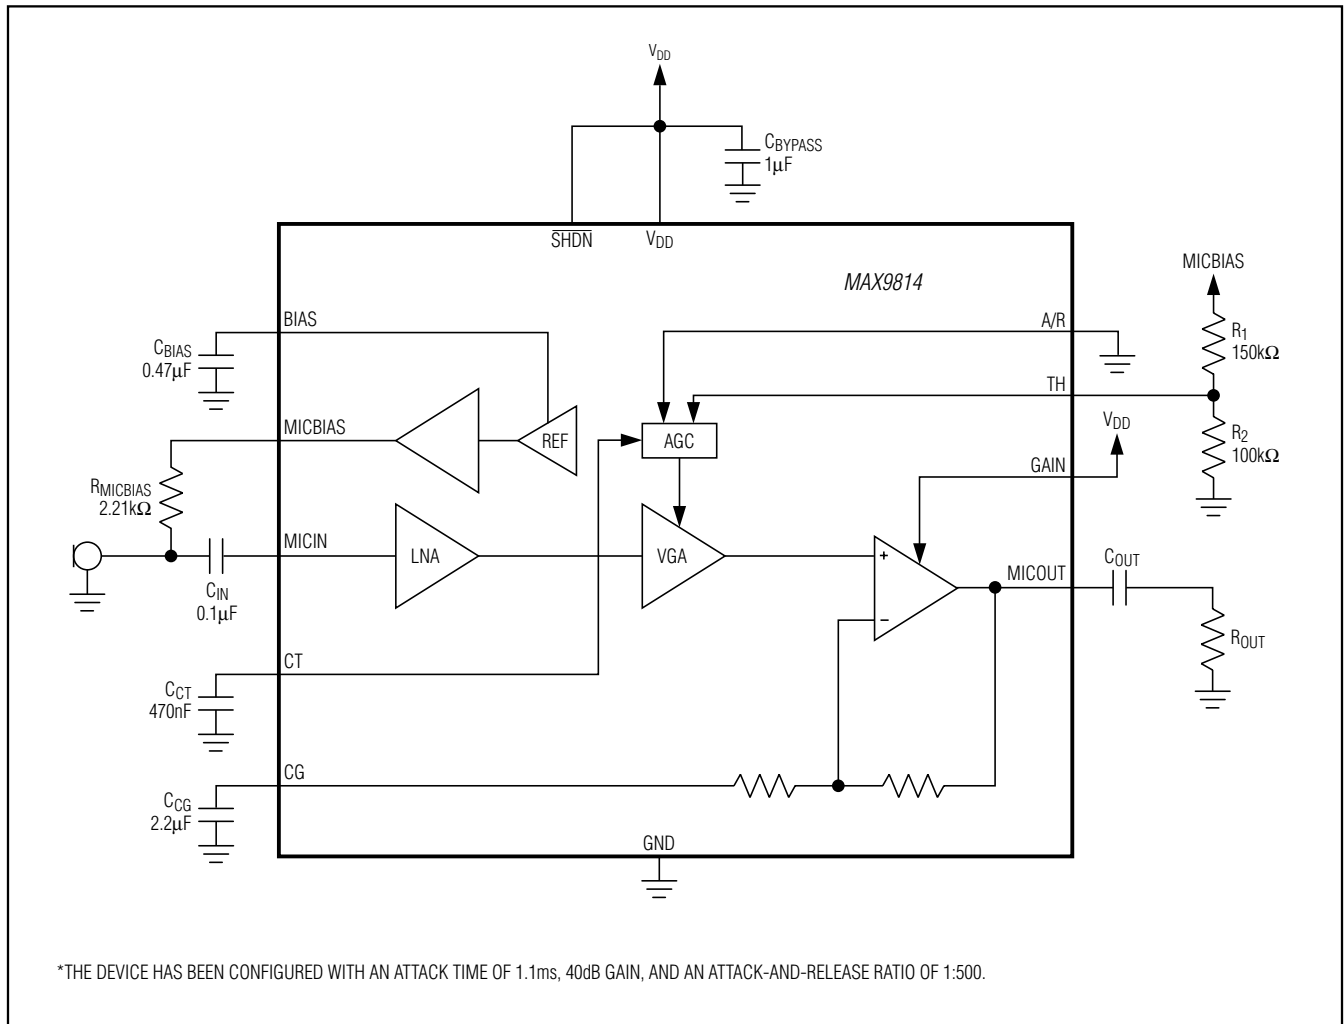 VDD
CBYPASS
1µF
SHDN
VDD
MAX9814
MICBIAS
BIAS
A/R
R1
150kΩ
CBIAS
0.47µF
TH
MICBIAS
REF
AGC
VDD
R2
100kΩ
GAIN
RMICBIAS
2.21kΩ
MICIN
LNA
VGA
+
−
MICOUT
COUT
CIN
0.1µF
ROUT
CT
CCT
470nF
CG
CCG
2.2µF
GND
*THE DEVICE HAS BEEN CONFIGURED WITH AN ATTACK TIME OF 1.1ms, 40dB GAIN, AND AN ATTACK-AND-RELEASE RATIO OF 1:500.